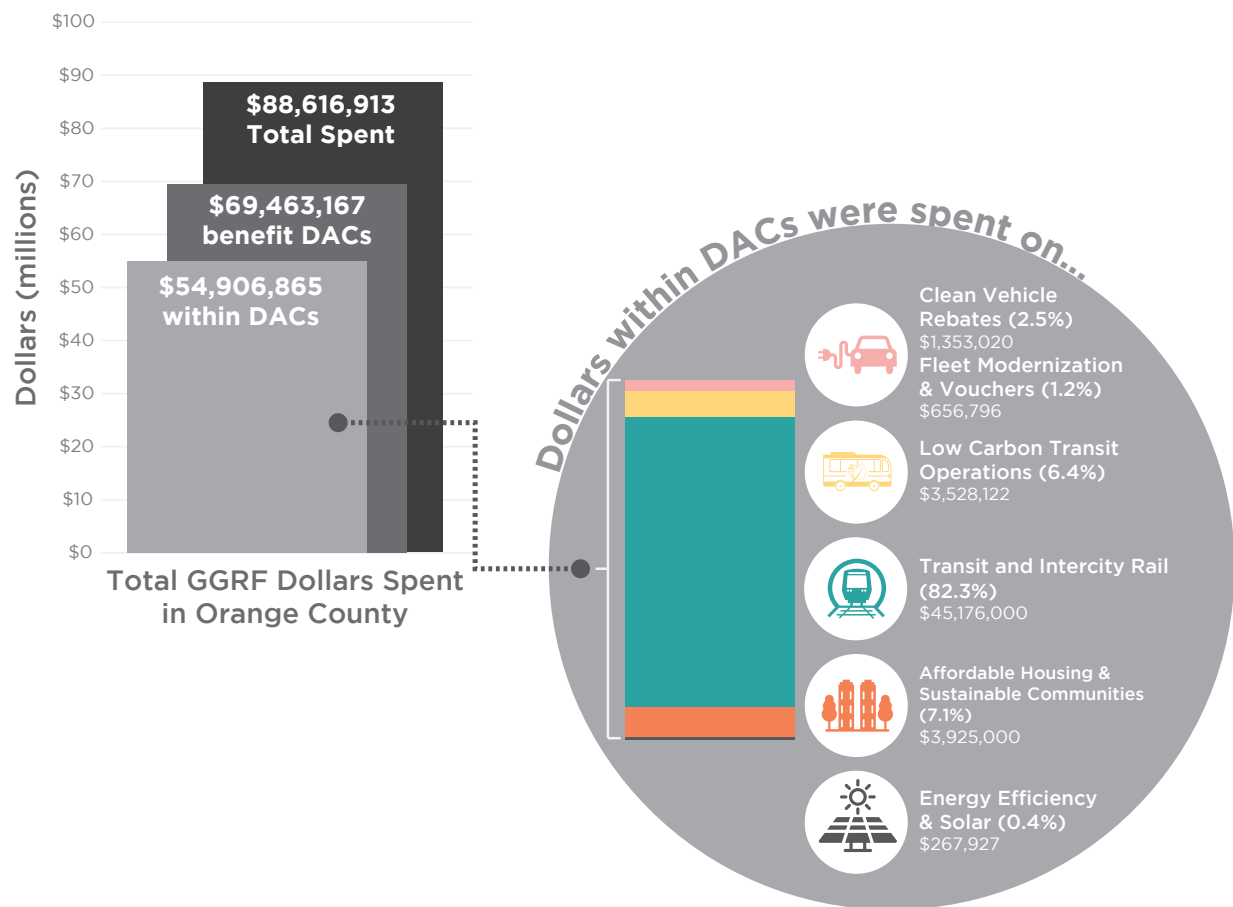 $100
$90
$80
$70
$60
$50
$40
$30
$20
$10
$0
Dollars (millions)
$88,616,913
Total Spent
$69,463,167
benefit DACs
$54,906,865
within DACs
Total GGRF Dollars Spent
in Orange County
Dollars within DACs were spent on...
Clean Vehicle
Rebates (2.5%)
$1,353,020
Fleet Modernization
& Vouchers (1.2%)
$656,796
Low Carbon Transit
Operations (6.4%)
$3,528,122
Transit and Intercity Rail
(82.3%)
$45,176,000
Affordable Housing &
Sustainable Communities
(7.1%)
$3,925,000
Energy Efficiency
& Solar (0.4%)
$267,927